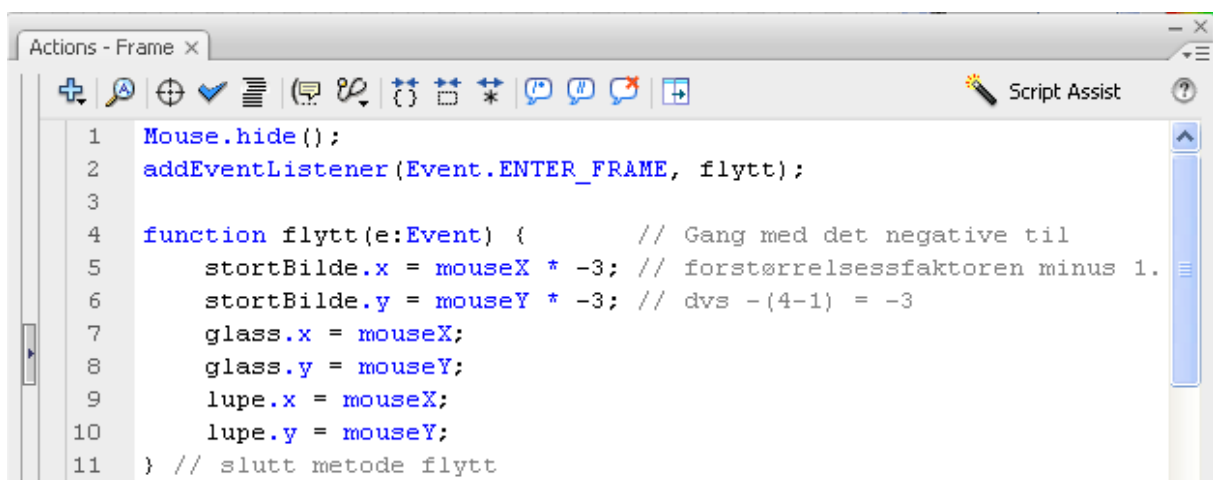 Actions - Frame ×
Script Assist
1 Mouse.hide();
2 addEventListener(Event.ENTER_FRAME, flytt);
3
4 function flytt(e:Event) { // Gang med det negative til
5 stortBilde.x = mouseX * -3; // forstørrelsessfaktoren minus 1.
6 stortBilde.y = mouseY * -3; // dvs -(4-1) = -3
7 glass.x = mouseX;
8 glass.y = mouseY;
9 lupe.x = mouseX;
10 lupe.y = mouseY;
11 } // slutt metode flytt